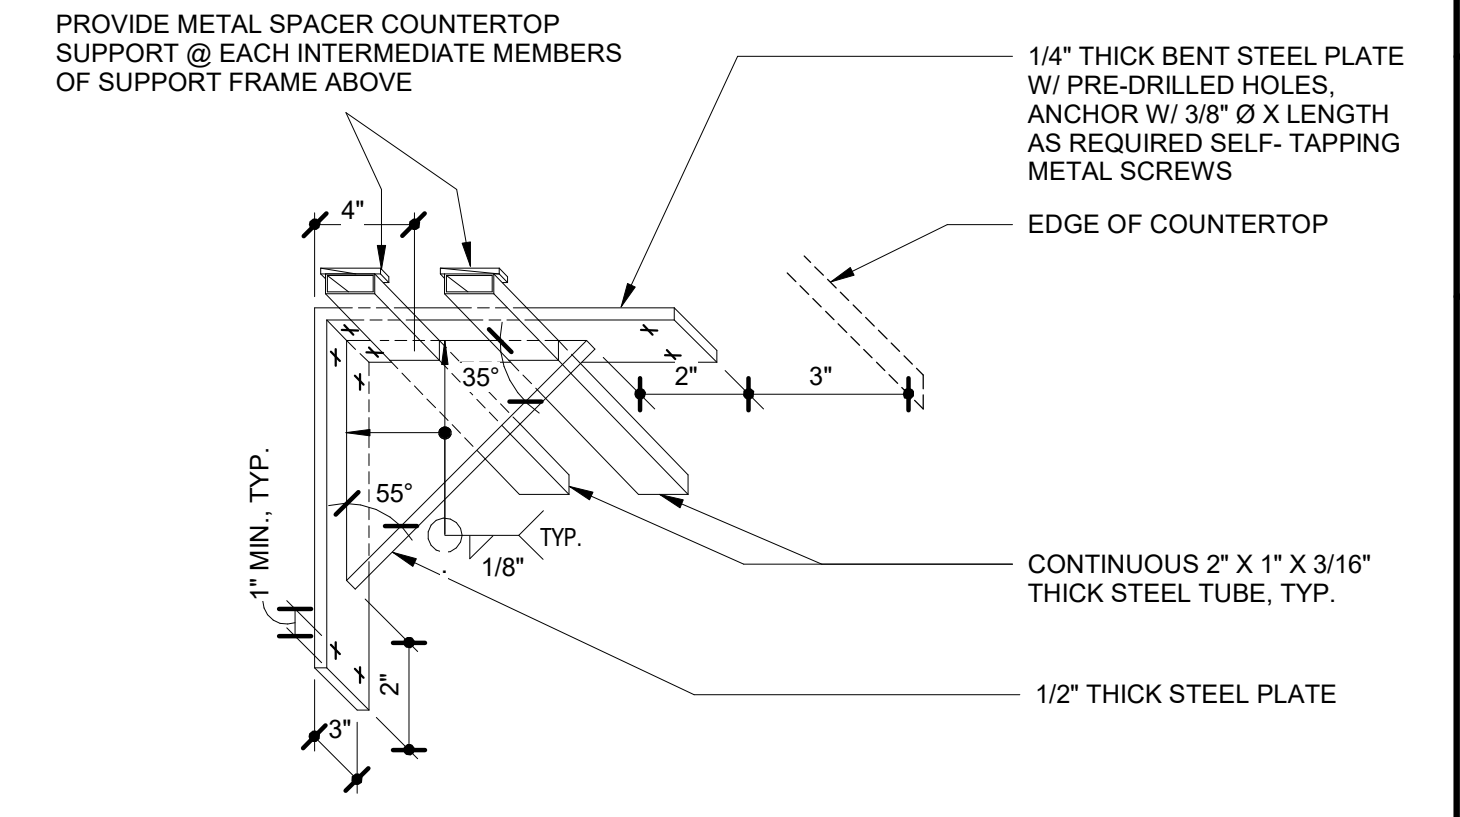 PROVIDE METAL SPACER COUNTERTOP
SUPPORT @ EACH INTERMEDIATE MEMBERS
OF SUPPORT FRAME ABOVE
1/4" THICK BENT STEEL PLATE
W/ PRE-DRILLED HOLES,
ANCHOR W/ 3/8" Ø X LENGTH
AS REQUIRED SELF- TAPPING
METAL SCREWS
EDGE OF COUNTERTOP
4"
35°
2"
3"
55°
1" MIN., TYP.
TYP.
1/8"
CONTINUOUS 2" X 1" X 3/16"
THICK STEEL TUBE, TYP.
2"
1/2" THICK STEEL PLATE
3"